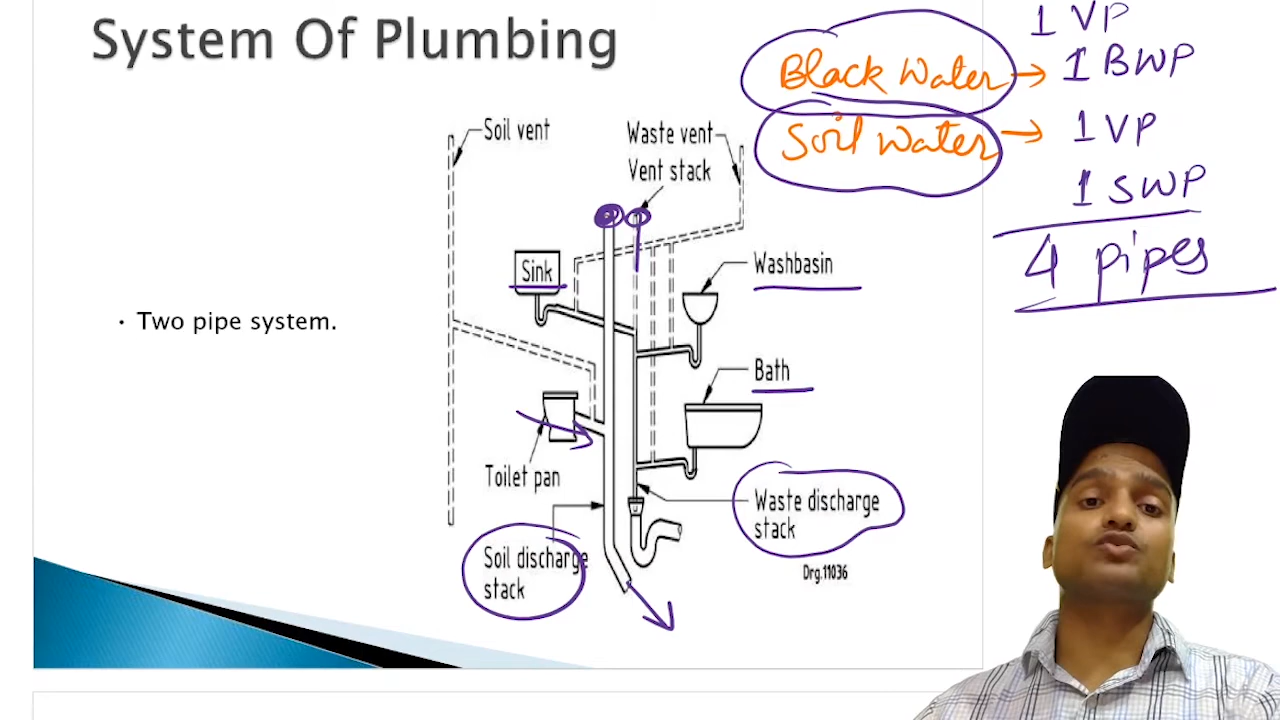 System Of Plumbing
Black Water → 1 VP
1 BWP
Soil Water → 1 VP
1 SWP
4 pipes
Soil vent
Waste vent
Vent stack
Sink
Washbasin
• Two pipe system.
Bath
Toilet pan
Waste discharge
stack
Soil discharge
stack
Drg.11036